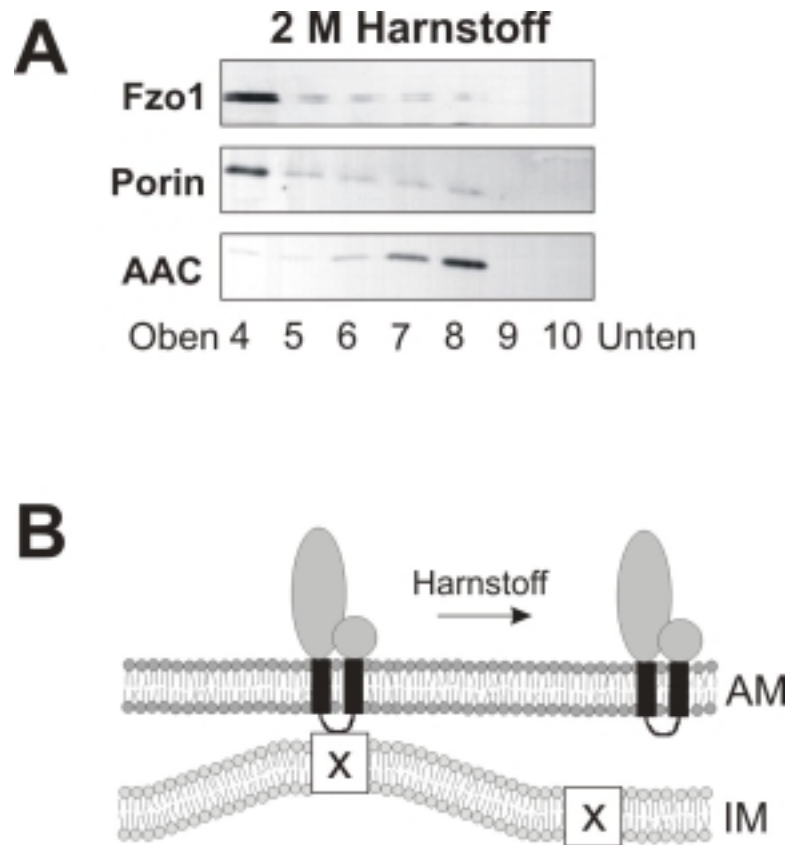 A
2 M Harnstoff
Fzo1
Porin
AAC
Oben 4 5 6 7 8 9 10 Unten
B
Harnstoff
AM
X
X
IM